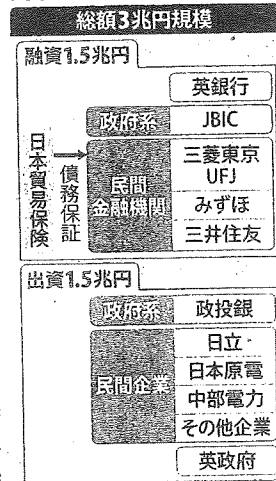 総額3兆円規模
融資1.5兆円
英銀行
政府系
JBIC
日本貿易保険
債務保証
民間
金融機関
三菱東京
UFJ
みずほ
三井住友
出資1.5兆円
政府系
政投銀
民間企業
日立
日本原電
中部電力
その他企業
英政府